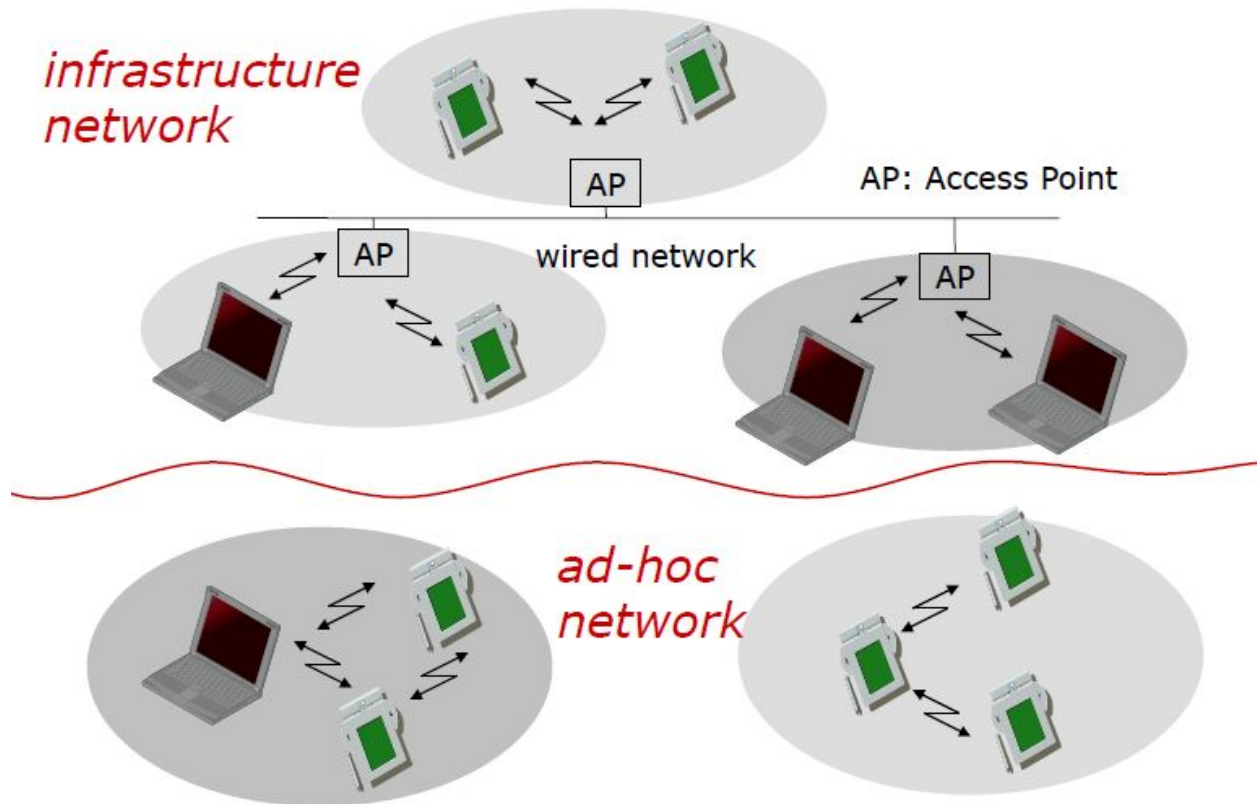 infrastructure
network
AP
AP: Access Point
AP
wired network
AP
ad-hoc
network